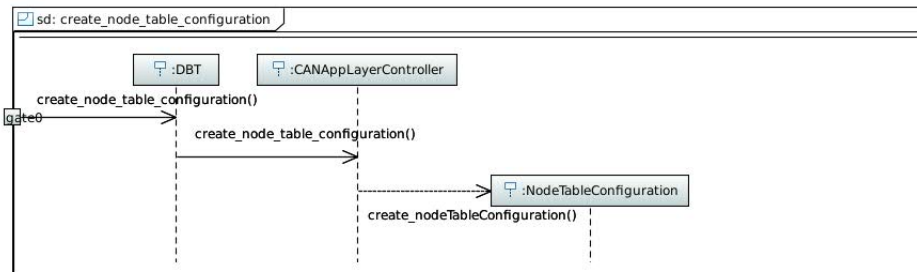 sd: create_node_table_configuration
:DBT
:CANAppLayerController
create_node_table_configuration()
gate0
create_node_table_configuration()
:NodeTableConfiguration
create_nodeTableConfiguration()